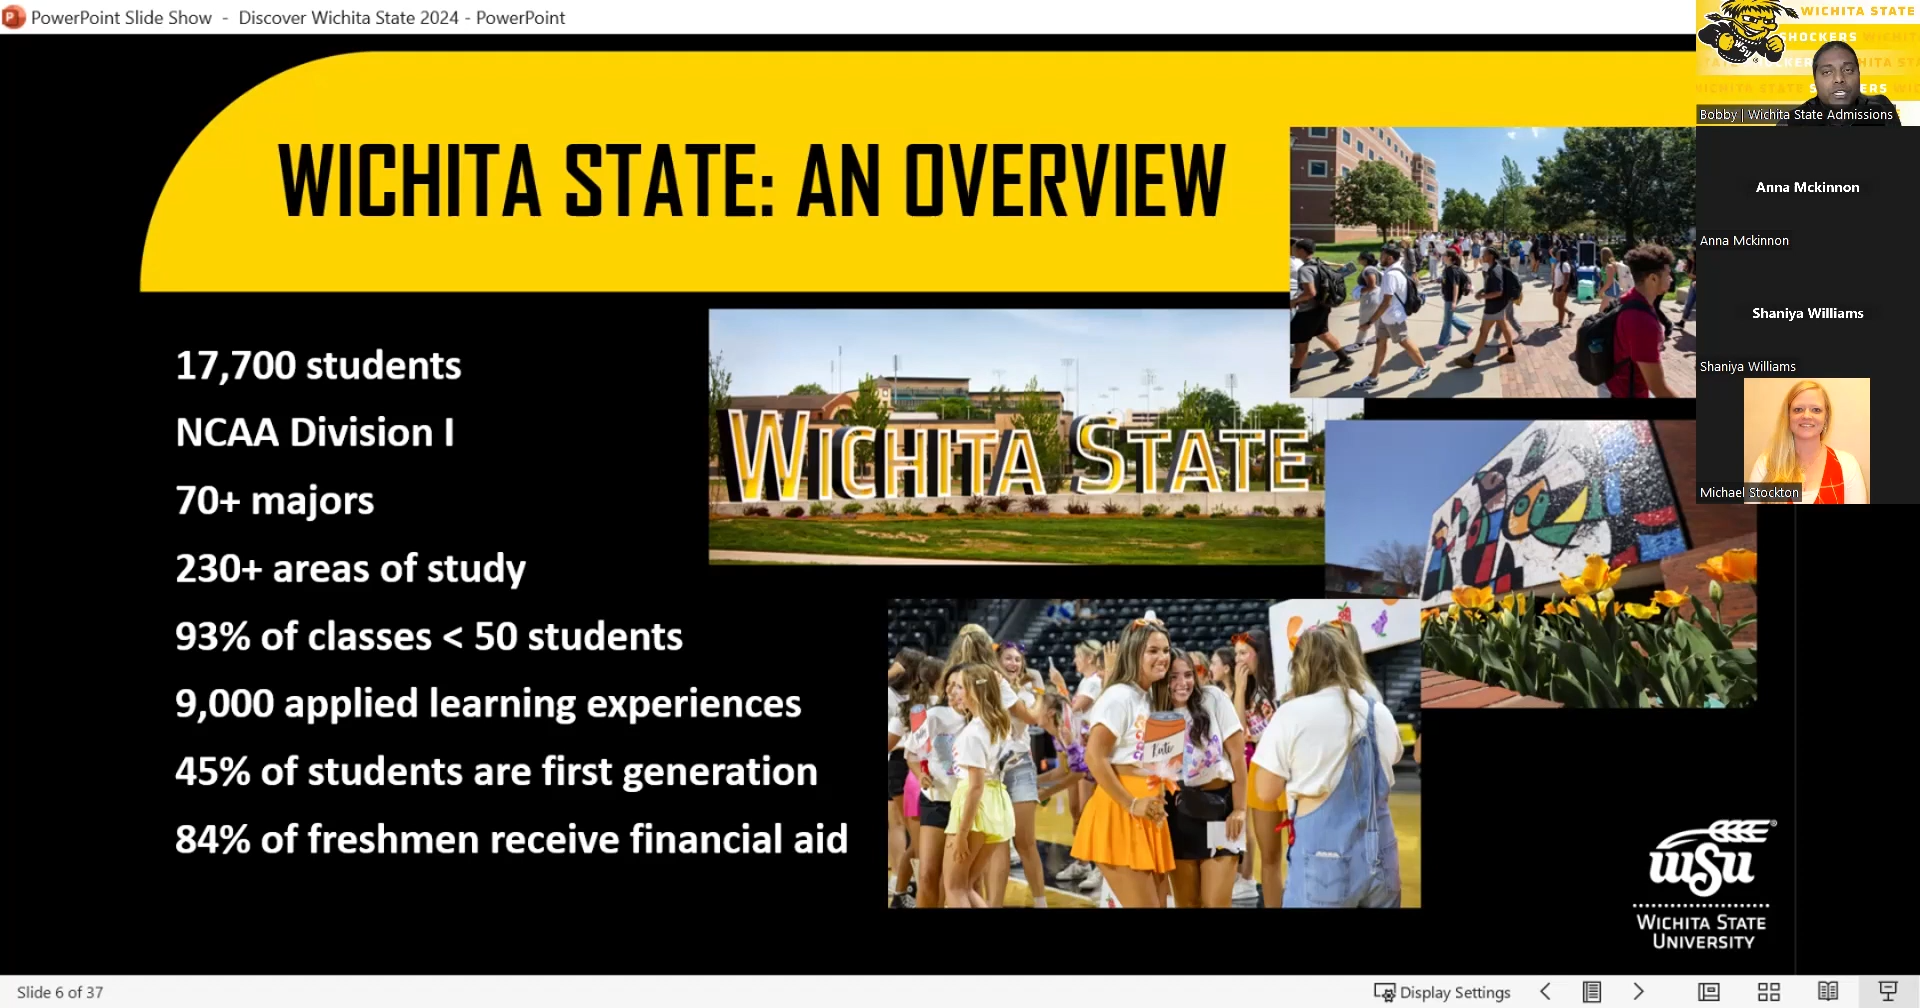 PowerPoint Slide Show - Discover Wichita State 2024 - PowerPoint
WICHITA STATE
SHOCKERS
WSU
Bobby | Wichita State Admissions
WICHITA STATE: AN OVERVIEW
Anna Mckinnon
Anna Mckinnon
Shaniya Williams
Shaniya Williams
Michael Stockton
17,700 students
NCAA Division I
70+ majors
230+ areas of study
93% of classes < 50 students
9,000 applied learning experiences
45% of students are first generation
84% of freshmen receive financial aid
WICHITA STATE
wsu
WICHITA STATE
UNIVERSITY
Slide 6 of 37
Display Settings